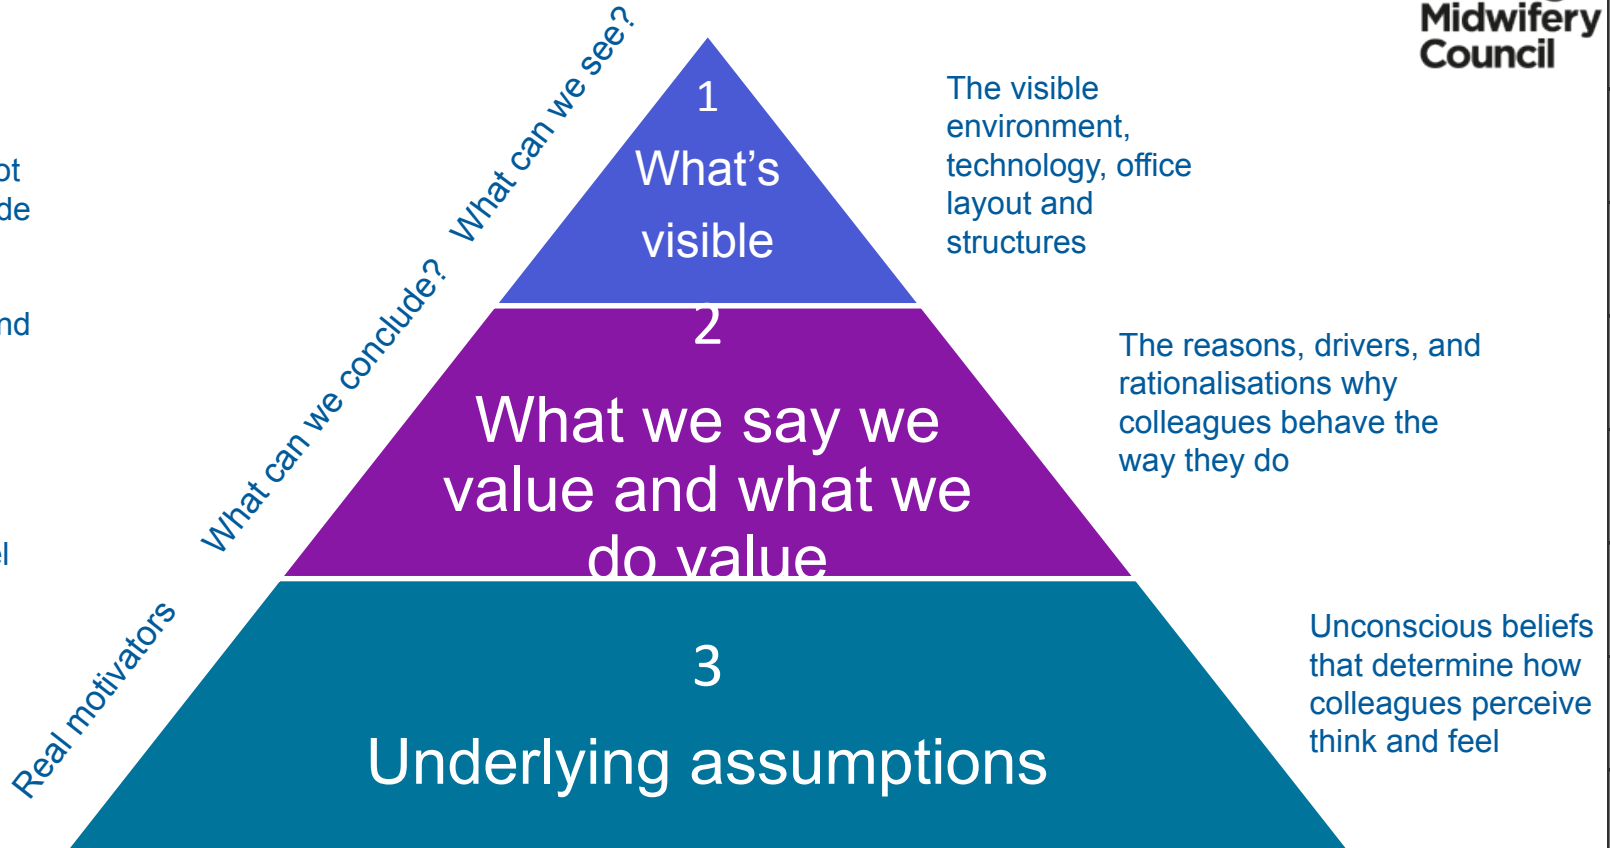 Midwifery
Council
What can we see?
1
What's
visible
The visible
environment,
technology, office
layout and
structures
What can we conclude?
2
What we say we
value and what we
do value
The reasons, drivers, and
rationalisations why
colleagues behave the
way they do
Real motivators
3
Underlying assumptions
Unconscious beliefs
that determine how
colleagues perceive
think and feel